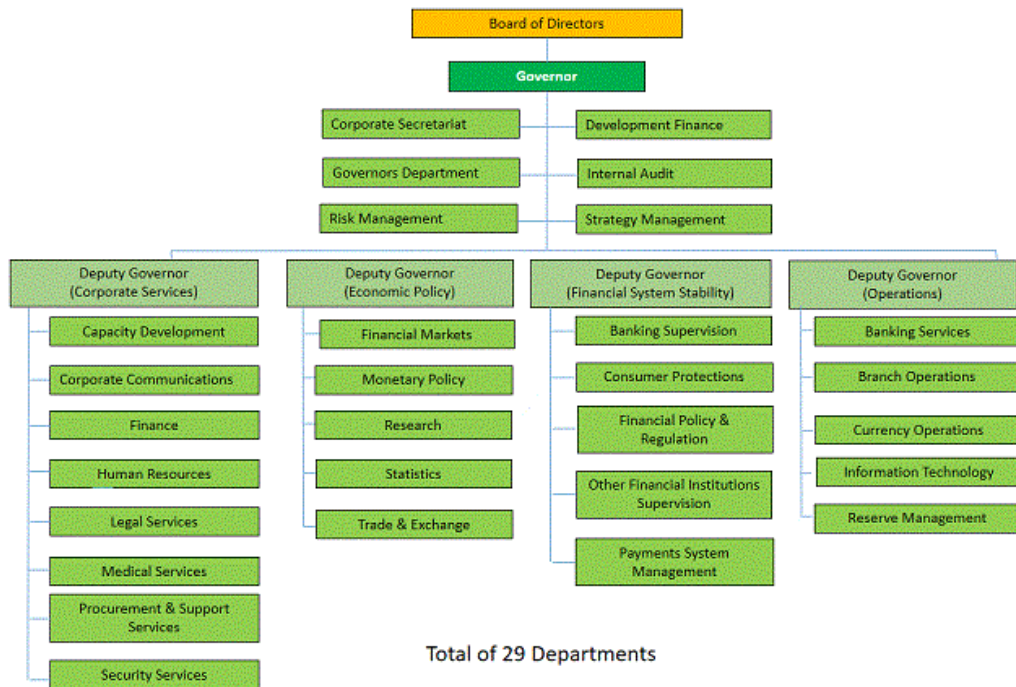 Board of Directors
Governor
Corporate Secretariat
Development Finance
Governors Department
Internal Audit
Risk Management
Strategy Management
Deputy Governor
(Corporate Services)
Capacity Development
Corporate Communications
Finance
Human Resources
Legal Services
Medical Services
Procurement & Support
Services
Security Services
Deputy Governor
(Economic Policy)
Financial Markets
Monetary Policy
Research
Statistics
Trade & Exchange
Deputy Governor
(Financial System Stability)
Banking Supervision
Consumer Protections
Financial Policy &
Regulation
Other Financial Institutions
Supervision
Payments System
Management
Deputy Governor
(Operations)
Banking Services
Branch Operations
Currency Operations
Information Technology
Reserve Management
Total of 29 Departments